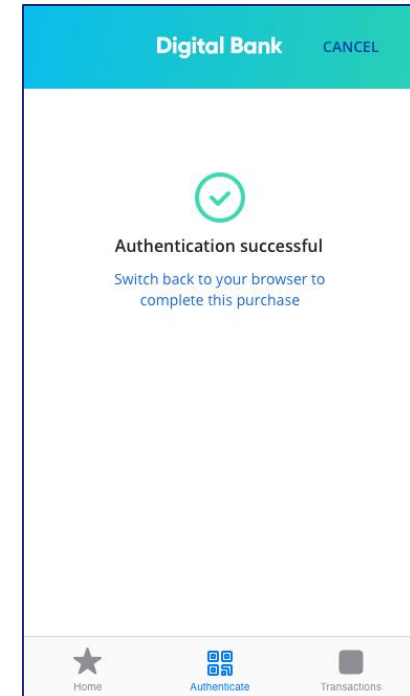 Digital Bank CANCEL
Authentication successful
Switch back to your browser to
complete this purchase
Home Authenticate Transactions